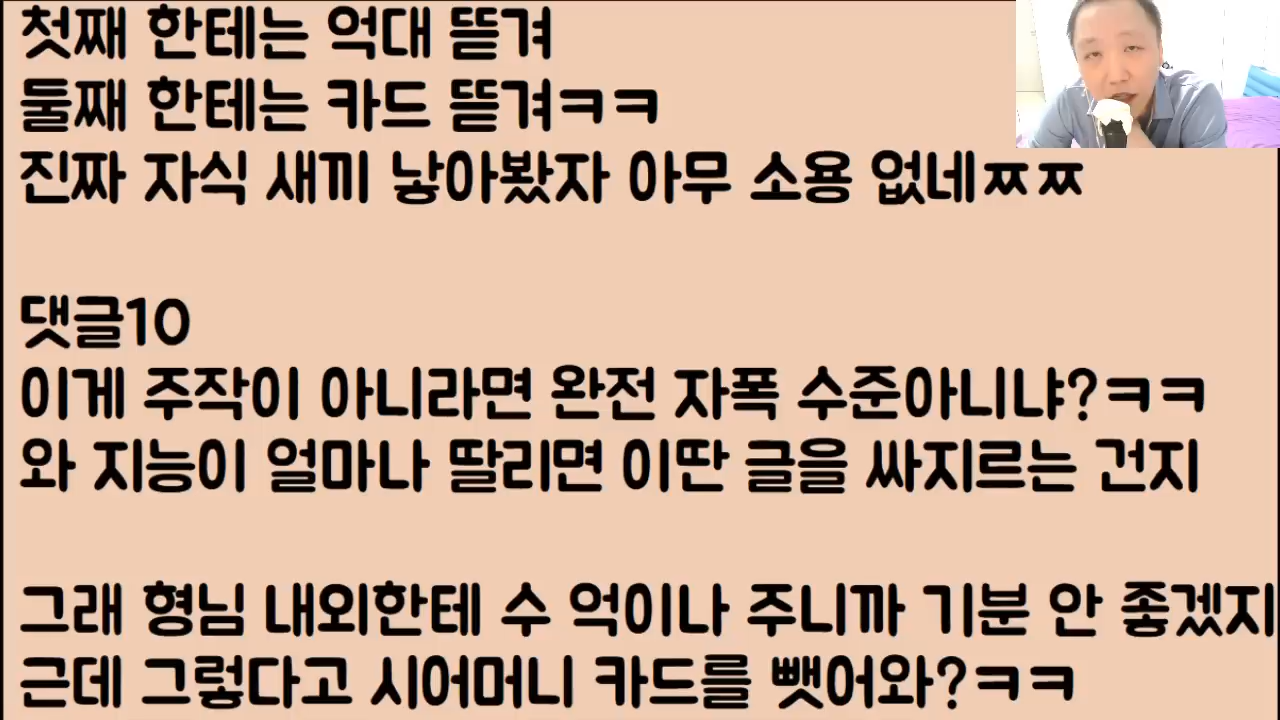 첫째 한테는 억대 뜯겨
둘째 한테는 카드 뜯겨ㅋㅋ
진짜 자식 새끼 낳아봤자 아무 소용 없네ㅉㅉ
댓글10
이게 주작이 아니라면 완전 자폭 수준아니냐?ㅋㅋ
와 지능이 얼마나 딸리면 이딴 글을 싸지르는 건지
그래 형님 내외한테 수 억이나 주니까 기분 안 좋겠지
근데 그렇다고 시어머니 카드를 뺏어와?ㅋㅋ